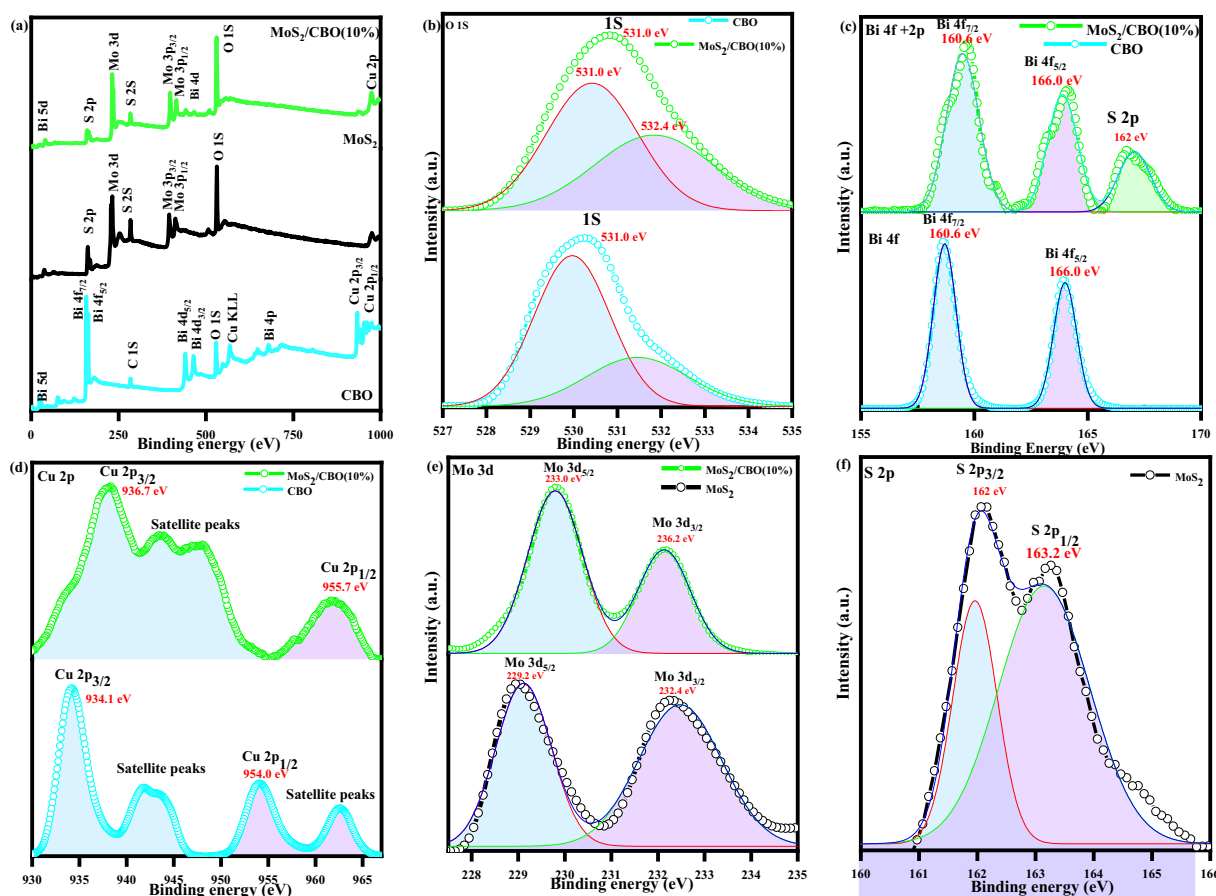 (a)
MoS2/CBO(10%)
Bi 5d
S 2p
Mo 3d
S 2S
Mo 3p3/2
Mo 3p1/2
Bi 4d
O 1S
Cu 2p
MoS2
S 2p
Mo 3d
S 2S
Mo 3p3/2
Mo 3p1/2
O 1S
Bi 5d
Bi 4f7/2
Bi 4f5/2
C 1S
Bi 4d5/2
Bi 4d3/2
O 1S
Cu KLL
Bi 4p
Cu 2p3/2
Cu 2p1/2
CBO
0 250 500 750 1000
Binding energy (eV)
(b)
O 1S
1S
531.0 eV
CBO
MoS2/CBO(10%)
531.0 eV
532.4 eV
1S
531.0 eV
Intensity (a.u.)
527 528 529 530 531 532 533 534 535
Binding energy (eV)
(c)
Bi 4f +2p
Bi 4f7/2
160.6 eV
MoS2/CBO(10%)
CBO
Bi 4f5/2
166.0 eV
S 2p
162 eV
Bi 4f
Bi 4f7/2
160.6 eV
Bi 4f5/2
166.0 eV
Intensity (a.u.)
155 160 165 170
Binding Energy (eV)
(d)
Cu 2p
Cu 2p3/2
936.7 eV
MoS2/CBO(10%)
CBO
Satellite peaks
Cu 2p1/2
955.7 eV
Cu 2p3/2
934.1 eV
Satellite peaks
Cu 2p1/2
954.0 eV
Satellite peaks
930 935 940 945 950 955 960 965
Binding energy (eV)
(e)
Mo 3d
Mo 3d5/2
233.0 eV
MoS2/CBO(10%)
MoS2
Mo 3d3/2
236.2 eV
Mo 3d5/2
229.2 eV
Mo 3d3/2
232.4 eV
Intensity (a.u.)
228 229 230 231 232 233 234 235
Binding energy (eV)
(f)
S 2p
S 2P3/2
162 eV
MoS2
S 2p1/2
163.2 eV
Intensity (a.u.)
160 161 162 163 164 165 166
Binding energy (eV)